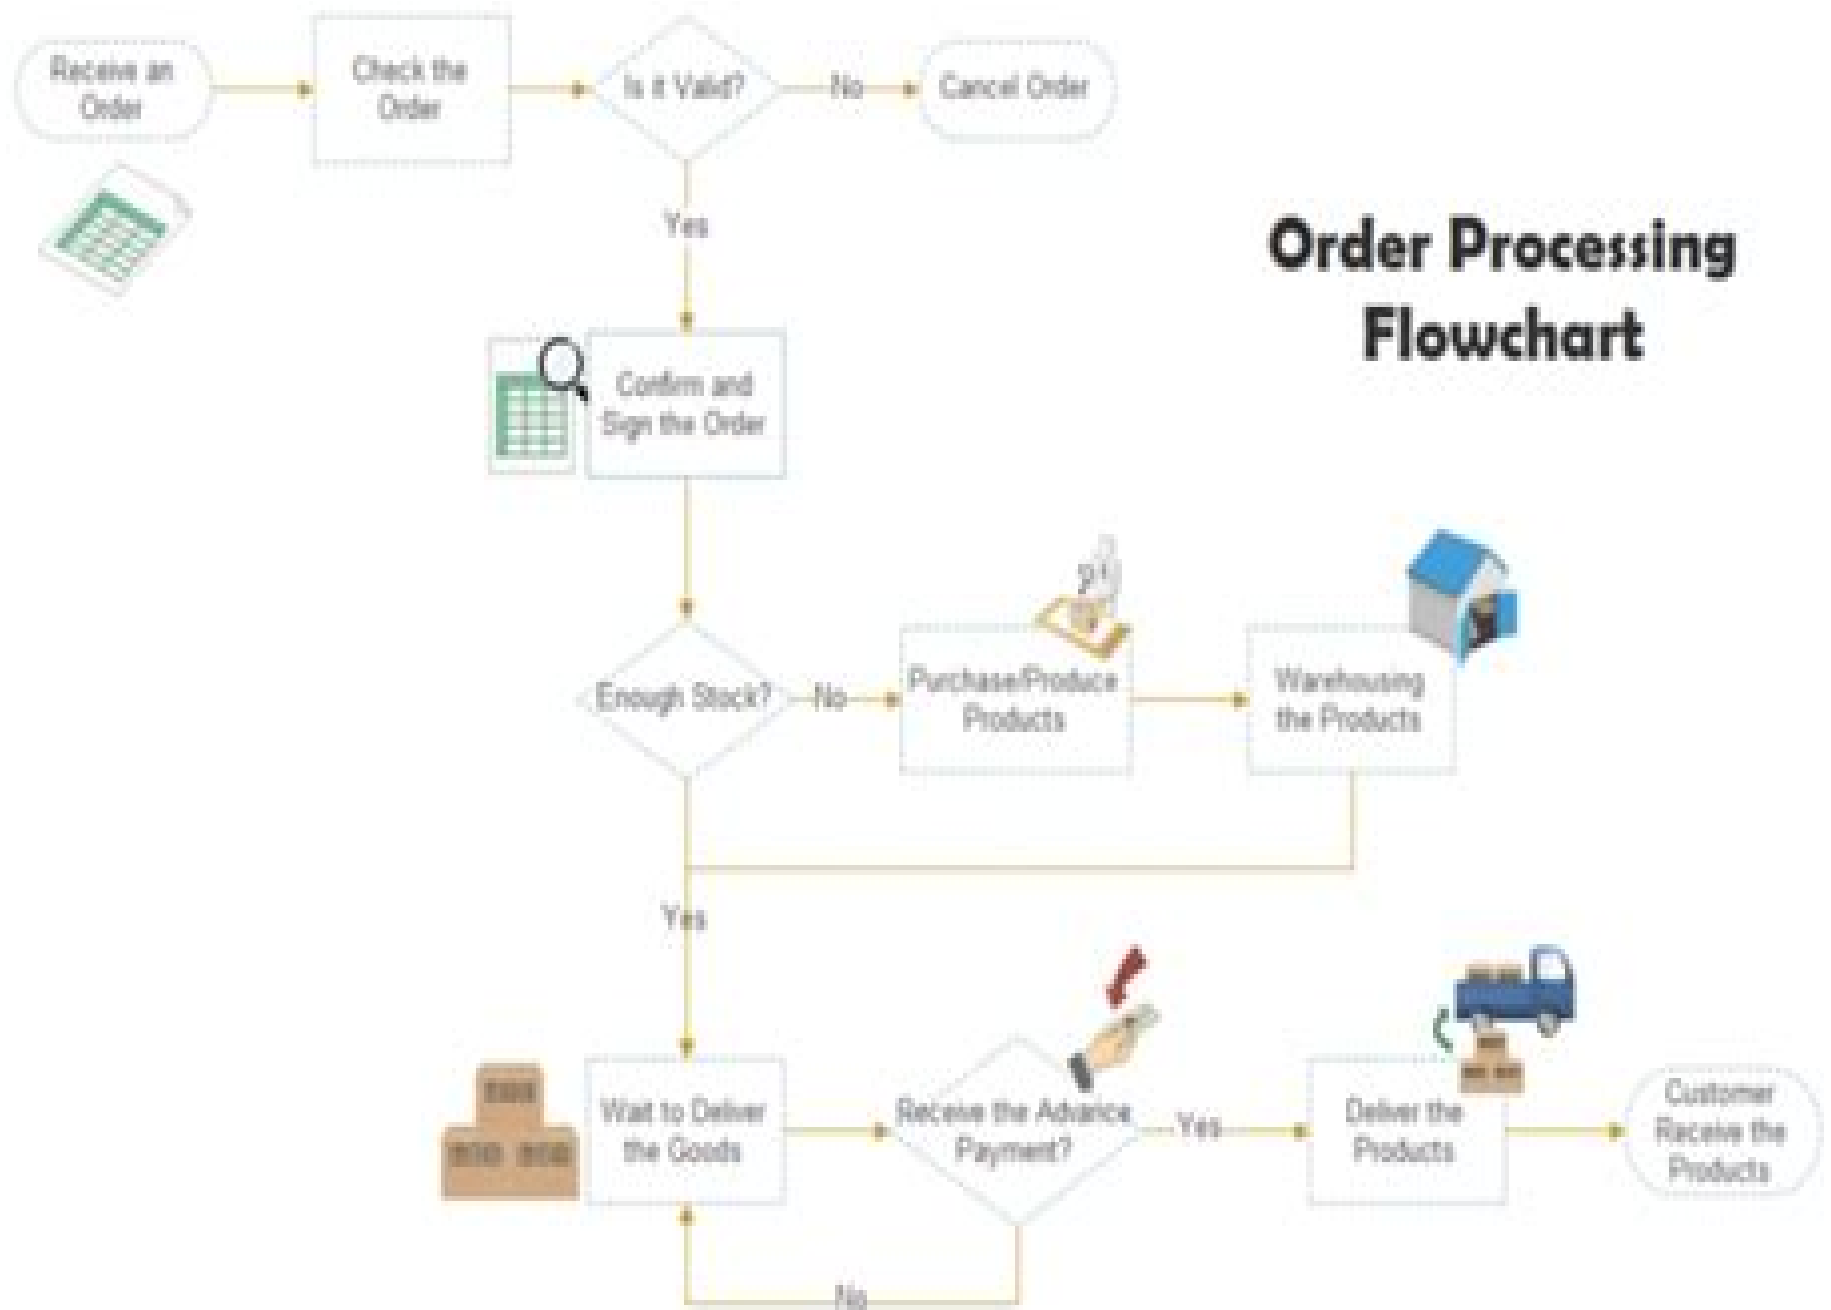 Receive an
Order
Check the
Order
Is it Valid?
No
Cancel Order
Yes
Order Processing
Flowchart
Confirm and
Sign the Order
Enough Stock?
No
Purchase/Produce
Products
Warehousing
the Products
Yes
Wait to Deliver
the Goods
Receive the Advance
Payment?
Yes
Deliver the
Products
Customer
Receive the
Products
No